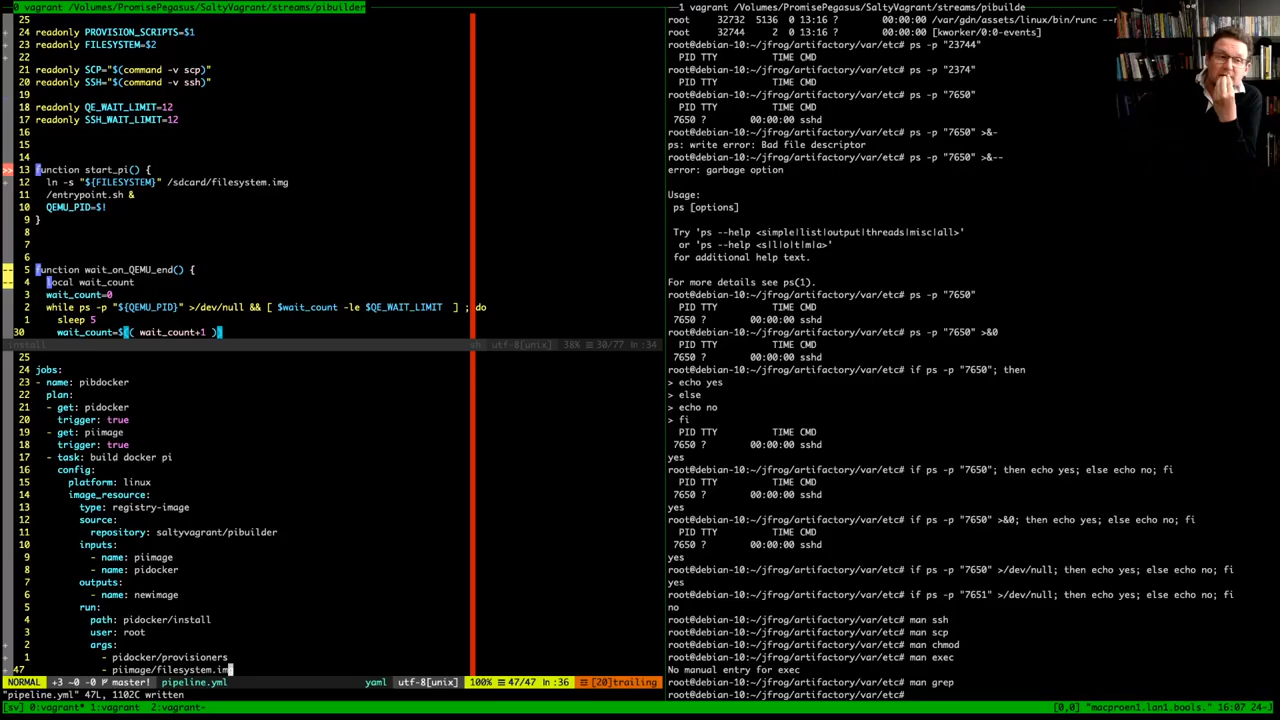 0 vagrant /Volumes/PromisePegasus/SaltyVagrant/streams/pibuilder
25
24 readonly PROVISION_SCRIPTS=$1
23 readonly FILESYSTEM=$2
22
21 readonly SCP="$(command -v scp)"
20 readonly SSH="$(command -v ssh)"
19
18 readonly QE_WAIT_LIMIT=12
17 readonly SSH_WAIT_LIMIT=12
16
15
14
>> 13 function start_pi() {
12 ln -s "${FILESYSTEM}" /sdcard/filesystem.img
11 /entrypoint.sh &
10 QEMU_PID=$!
9 }
8
7
6
-- 5 function wait_on_QEMU_end() {
-- 4 local wait_count
3 wait_count=0
2 while ps -p "${QEMU_PID}" >/dev/null && [ $wait_count -le $QE_WAIT_LIMIT ] ; do
1 sleep 5
30 wait_count=$(( wait_count+1 ))
install sh utf-8[unix] 38% ≡ 30/77 ln:34
25
24 jobs:
23 - name: pibdocker
22 plan:
21 - get: pidocker
20 trigger: true
19 - get: piimage
18 trigger: true
17 - task: build docker pi
16 config:
15 platform: linux
14 image_resource:
13 type: registry-image
12 source:
11 repository: saltyvagrant/pibuilder
10 inputs:
9 - name: piimage
8 - name: pidocker
7 outputs:
6 - name: newimage
5 run:
4 path: pidocker/install
3 user: root
+ 2 args:
+ 1 - pidocker/provisioners
+ 47 - piimage/filesystem.img
NORMAL +3 ~0 -0 master! pipeline.yml yaml utf-8[unix] 100% ≡ 47/47 ln:36 ☰ [20]trailing
"pipeline.yml" 47L, 1102C written
1 vagrant /Volumes/PromisePegasus/SaltyVagrant/streams/pibuilde
root 32732 5136 0 13:16 ? 00:00:00 /var/gdn/assets/linux/bin/runc --r
root 32744 2 0 13:16 ? 00:00:00 [kworker/0:0-events]
root@debian-10:~/jfrog/artifactory/var/etc# ps -p "23744"
PID TTY TIME CMD
root@debian-10:~/jfrog/artifactory/var/etc# ps -p "2374"
PID TTY TIME CMD
root@debian-10:~/jfrog/artifactory/var/etc# ps -p "7650"
PID TTY TIME CMD
7650 ? 00:00:00 sshd
root@debian-10:~/jfrog/artifactory/var/etc# ps -p "7650" >&-
ps: write error: Bad file descriptor
root@debian-10:~/jfrog/artifactory/var/etc# ps -p "7650" >&--
error: garbage option
Usage:
ps [options]
Try 'ps --help <simple|list|output|threads|misc|all>'
or 'ps --help <s|l|o|t|m|a>'
for additional help text.
For more details see ps(1).
root@debian-10:~/jfrog/artifactory/var/etc# ps -p "7650"
PID TTY TIME CMD
7650 ? 00:00:00 sshd
root@debian-10:~/jfrog/artifactory/var/etc# ps -p "7650" >&0
PID TTY TIME CMD
7650 ? 00:00:00 sshd
root@debian-10:~/jfrog/artifactory/var/etc# if ps -p "7650"; then
> echo yes
> else
> echo no
> fi
PID TTY TIME CMD
7650 ? 00:00:00 sshd
yes
root@debian-10:~/jfrog/artifactory/var/etc# if ps -p "7650"; then echo yes; else echo no; fi
PID TTY TIME CMD
7650 ? 00:00:00 sshd
yes
root@debian-10:~/jfrog/artifactory/var/etc# if ps -p "7650" >&0; then echo yes; else echo no; fi
PID TTY TIME CMD
7650 ? 00:00:00 sshd
yes
root@debian-10:~/jfrog/artifactory/var/etc# if ps -p "7650" >/dev/null; then echo yes; else echo no; fi
yes
root@debian-10:~/jfrog/artifactory/var/etc# if ps -p "7651" >/dev/null; then echo yes; else echo no; fi
no
root@debian-10:~/jfrog/artifactory/var/etc# man ssh
root@debian-10:~/jfrog/artifactory/var/etc# man scp
root@debian-10:~/jfrog/artifactory/var/etc# man chmod
root@debian-10:~/jfrog/artifactory/var/etc# man exec
No manual entry for exec
root@debian-10:~/jfrog/artifactory/var/etc# man grep
root@debian-10:~/jfrog/artifactory/var/etc#
[sv] 0:vagrant* 1:vagrant 2:vagrant- [0,0] "macproen1.lan1.bools." 16:07 24-J